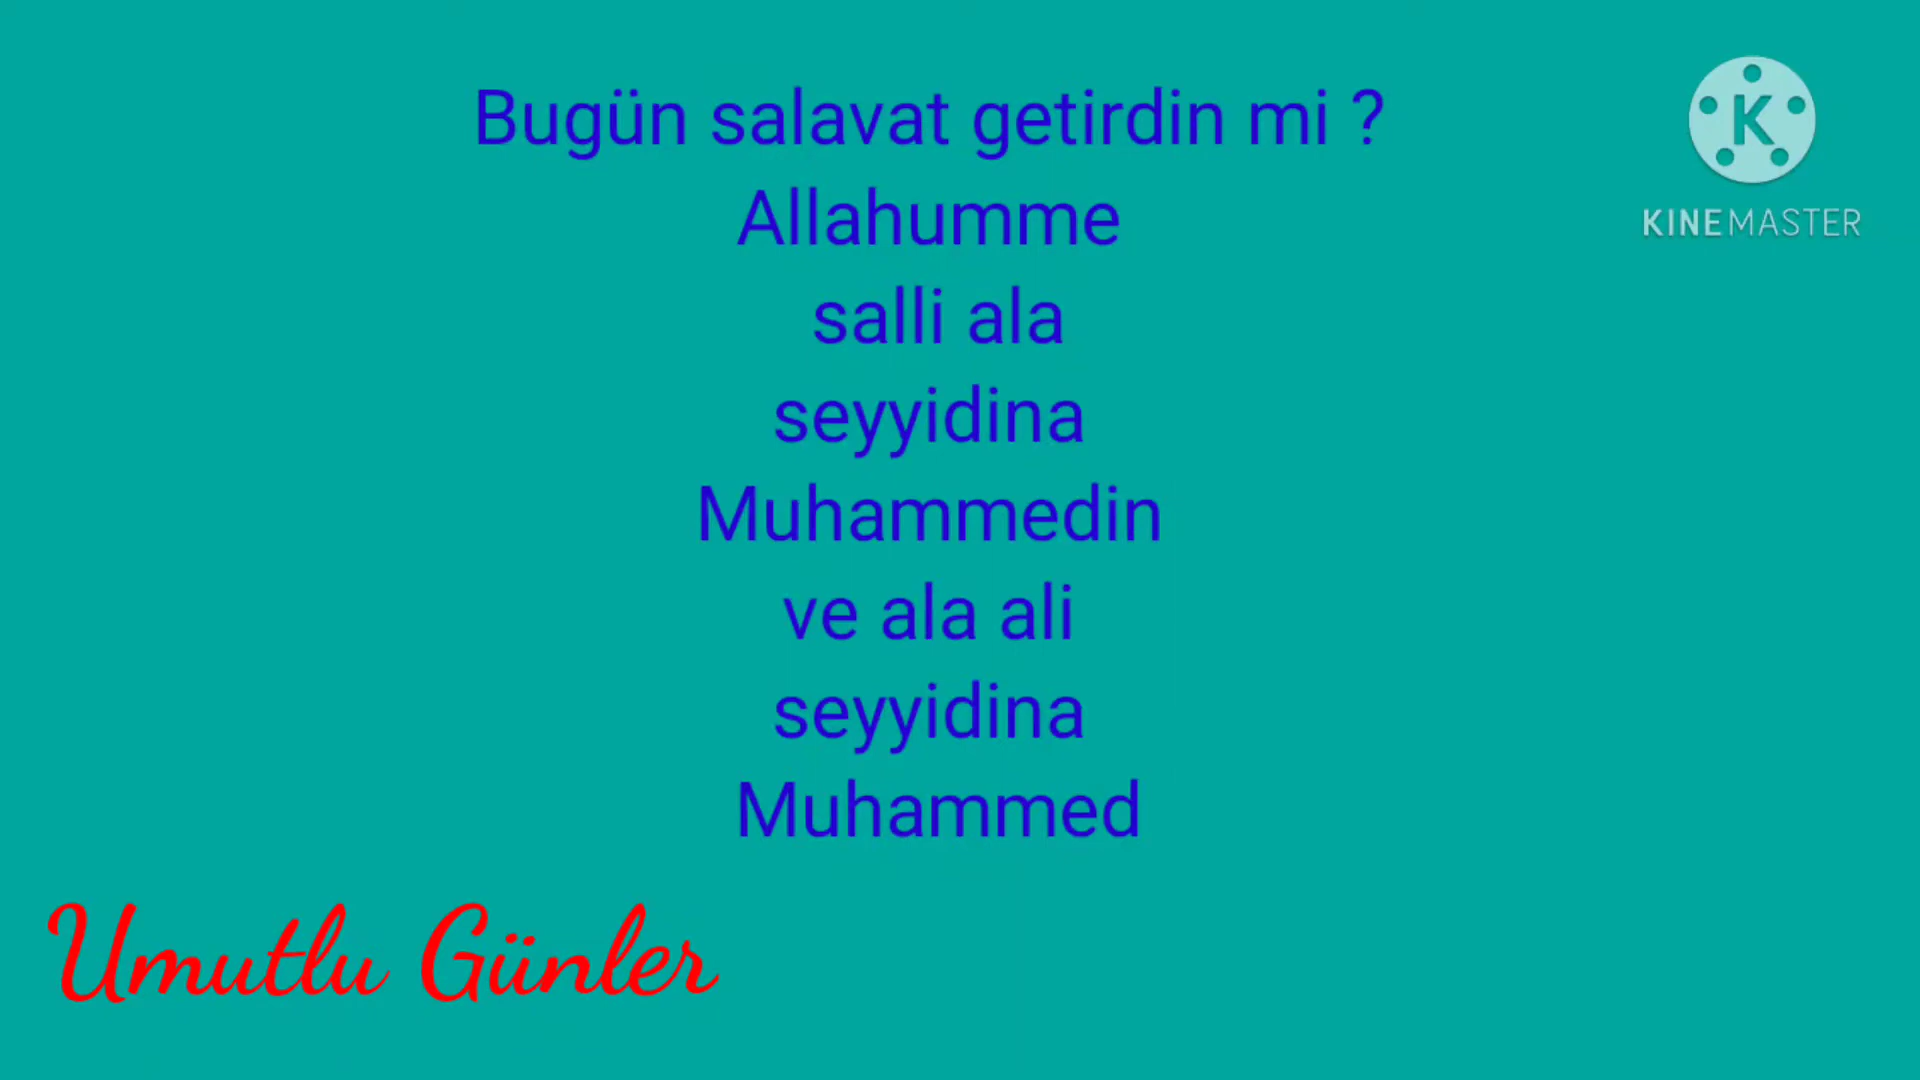 Bugün salavat getirdin mi ?
Allahumme
salli ala
seyyidina
Muhammedin
ve ala ali
seyyidina
Muhammed
K
KINEMASTER
Umutlu Günler